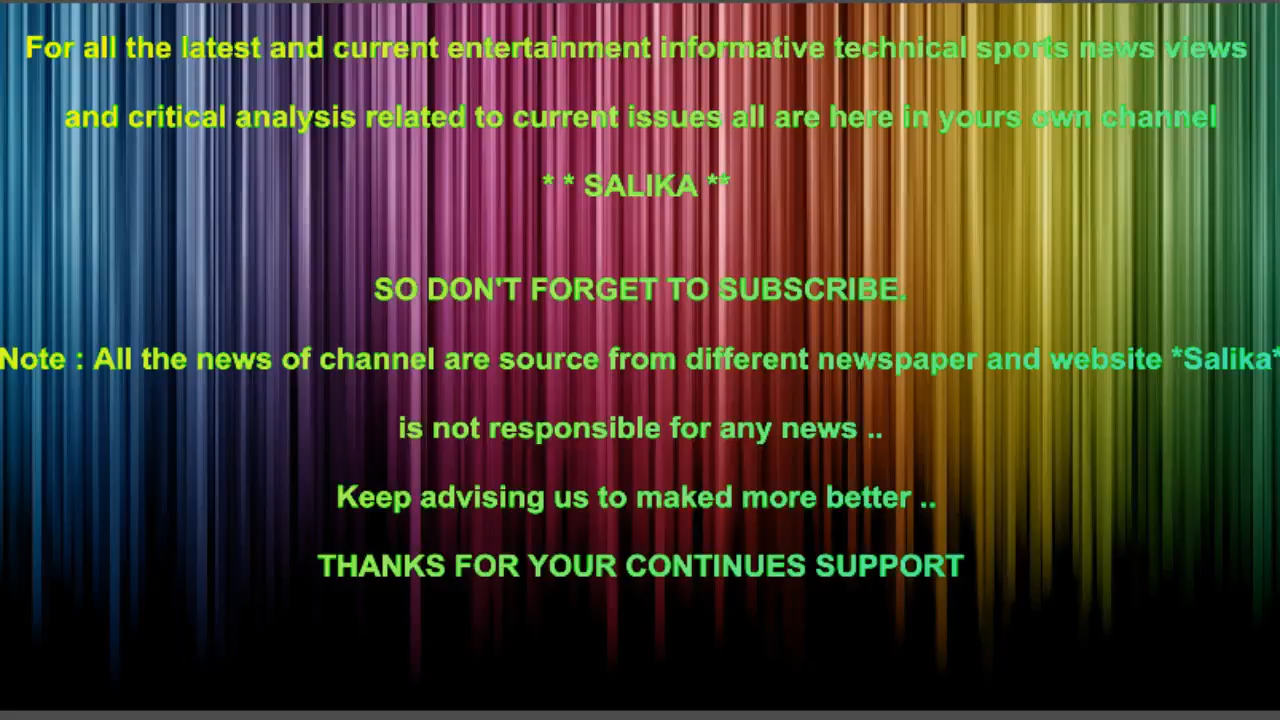 For all the latest and current entertainment informative technical sports news views
and critical analysis related to current issues all are here in yours own channel
* * SALIKA **
SO DON'T FORGET TO SUBSCRIBE.
Note : All the news of channel are source from different newspaper and website *Salika*
is not responsible for any news ..
Keep advising us to maked more better ..
THANKS FOR YOUR CONTINUES SUPPORT